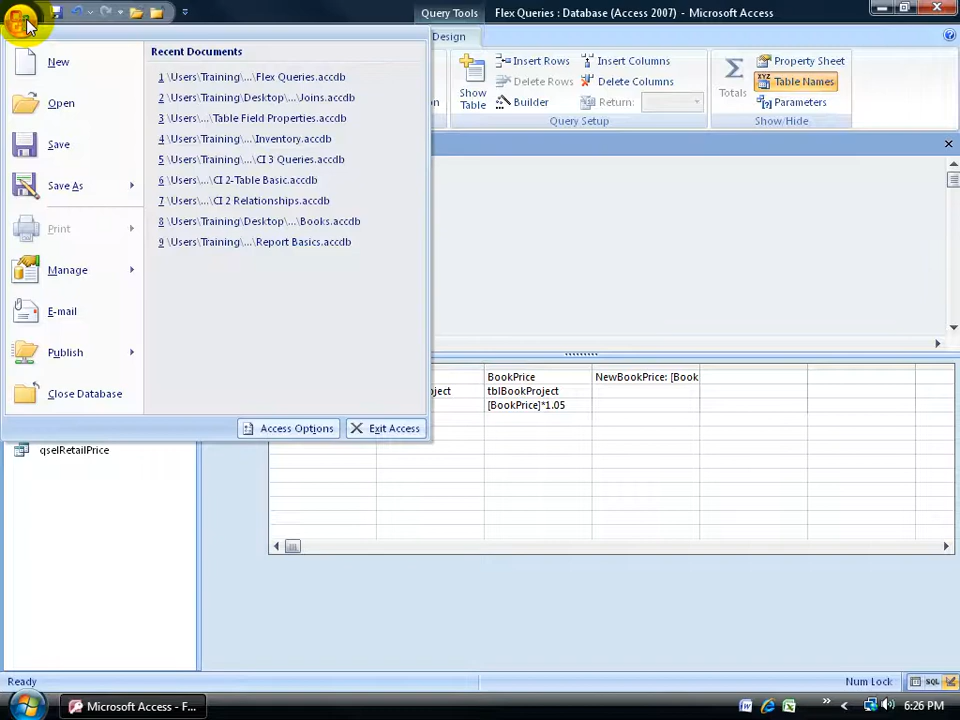 Query Tools
Flex Queries : Database (Access 2007) - Microsoft Access
Design
New
Open
Save
Save As
Print
Manage
E-mail
Publish
Close Database
Recent Documents
1 \Users\Training\...\Flex Queries.accdb
2 \Users\Training\Desktop\...\Joins.accdb
3 \Users\Training\...\Table Field Properties.accdb
4 \Users\Training\...\Inventory.accdb
5 \Users\Training\...\CI 3 Queries.accdb
6 \Users\...\CI 2-Table Basic.accdb
7 \Users\...\CI 2 Relationships.accdb
8 \Users\Training\Desktop\...\Books.accdb
9 \Users\Training\...\Report Basics.accdb
Access Options
Exit Access
Show Table
Insert Rows
Delete Rows
Builder
Insert Columns
Delete Columns
Return:
Query Setup
Totals
Property Sheet
Table Names
Parameters
Show/Hide
BookPrice
NewBookPrice: [Book
tblBookProject
[BookPrice]*1.05
qselRetailPrice
Ready
Num Lock
SQL
Microsoft Access - F...
6:26 PM